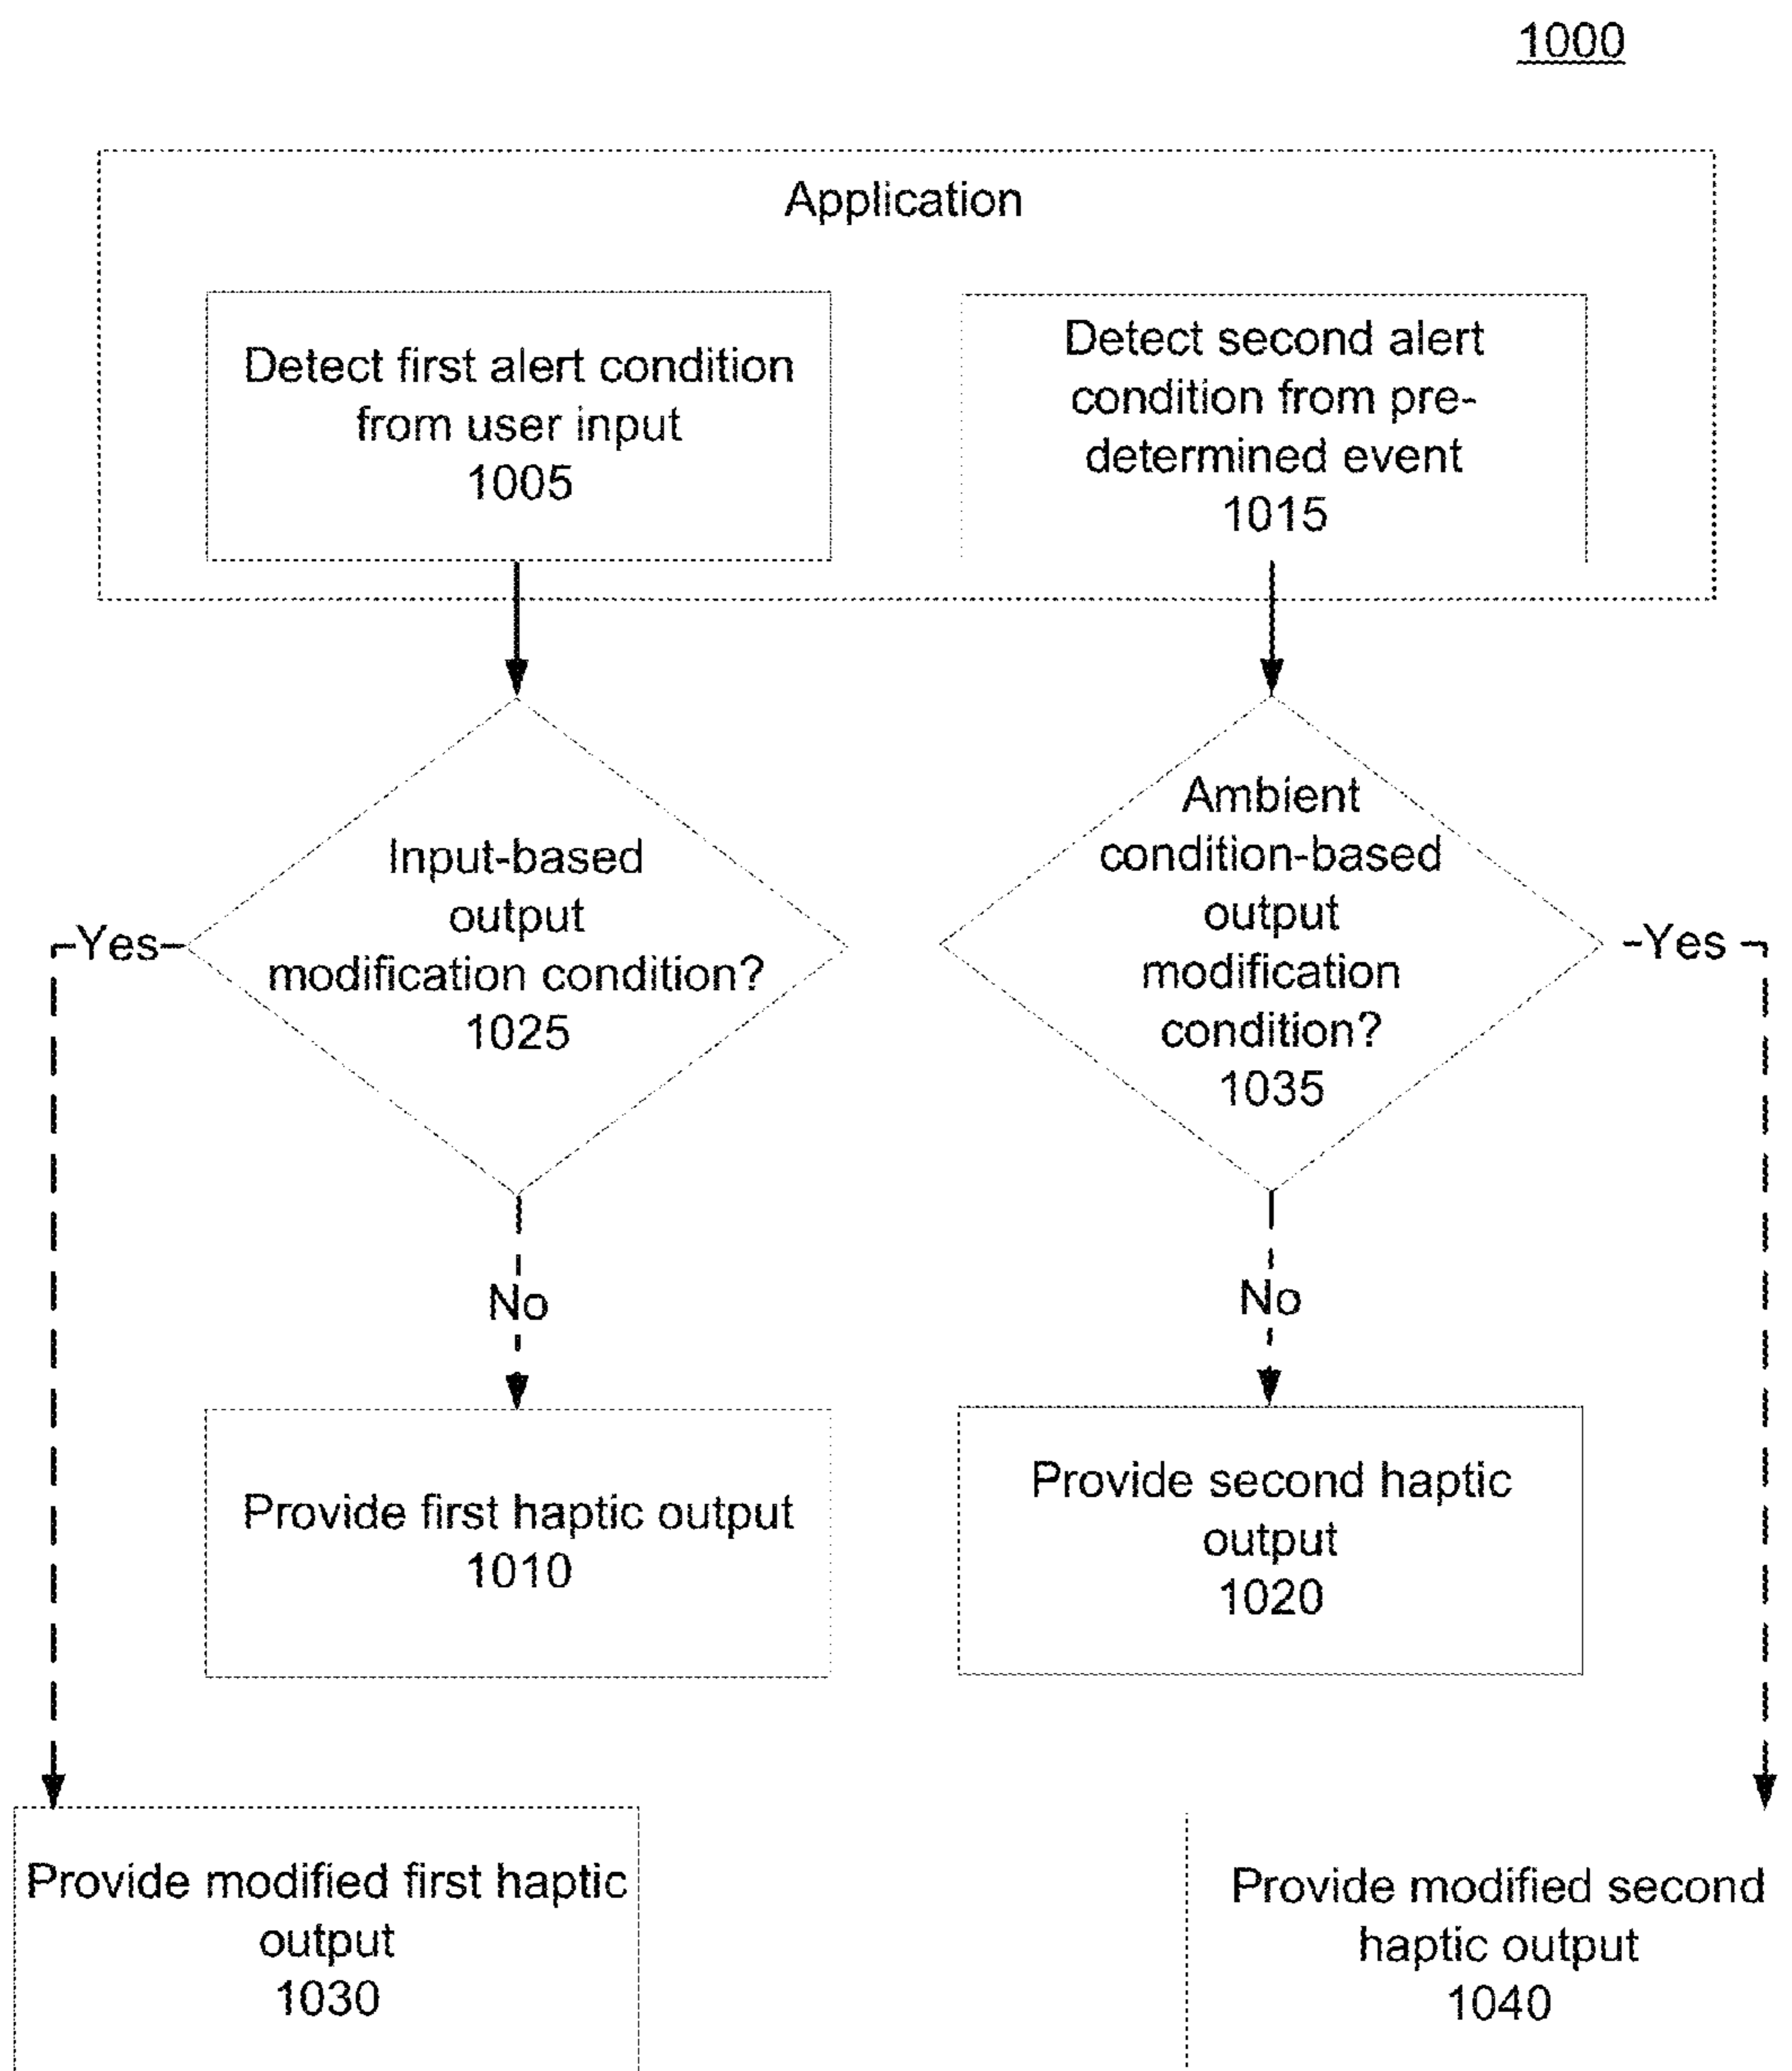 1000
Application
Detect first alert condition
from user input
1005
Detect second alert
condition from pre-
determined event
1015
Input-based
output
modification condition?
1025
Ambient
condition-based
output
modification
condition?
1035
Yes
Yes
No
No
Provide first haptic output
1010
Provide second haptic
output
1020
Provide modified first haptic
output
1030
Provide modified second
haptic output
1040